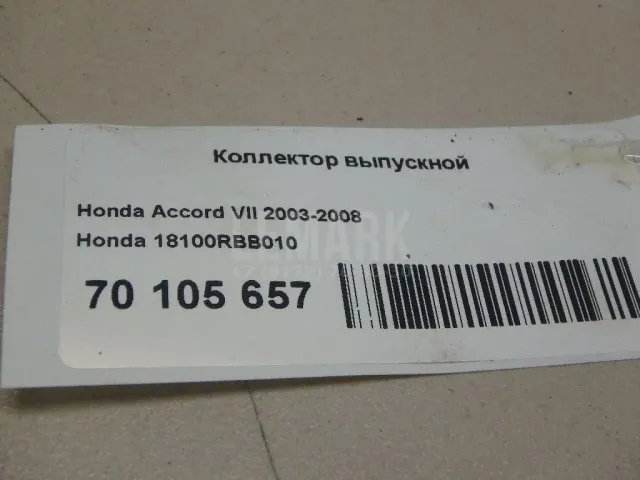 Коллектор выпускной
Honda Accord VII 2003-2008
Honda 18100RBB010
70 105 657